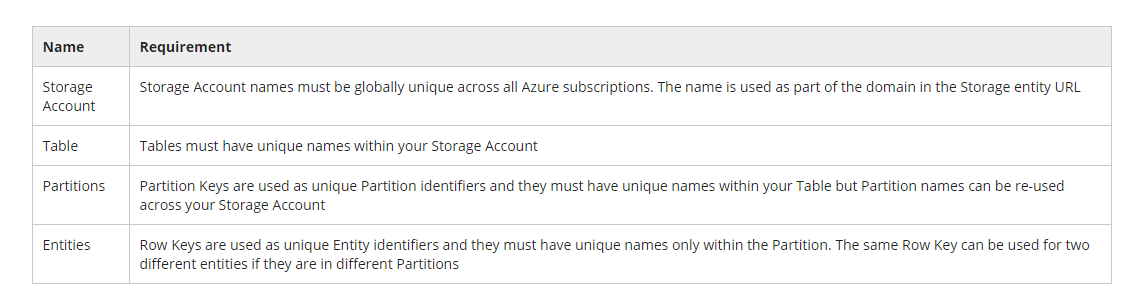 Name Requirement
Storage Account Storage Account names must be globally unique across all Azure subscriptions. The name is used as part of the domain in the Storage entity URL
Table Tables must have unique names within your Storage Account
Partitions Partition Keys are used as unique Partition identifiers and they must have unique names within your Table but Partition names can be re-used
across your Storage Account
Entities Row Keys are used as unique Entity identifiers and they must have unique names only within the Partition. The same Row Key can be used for two
different entities if they are in different Partitions